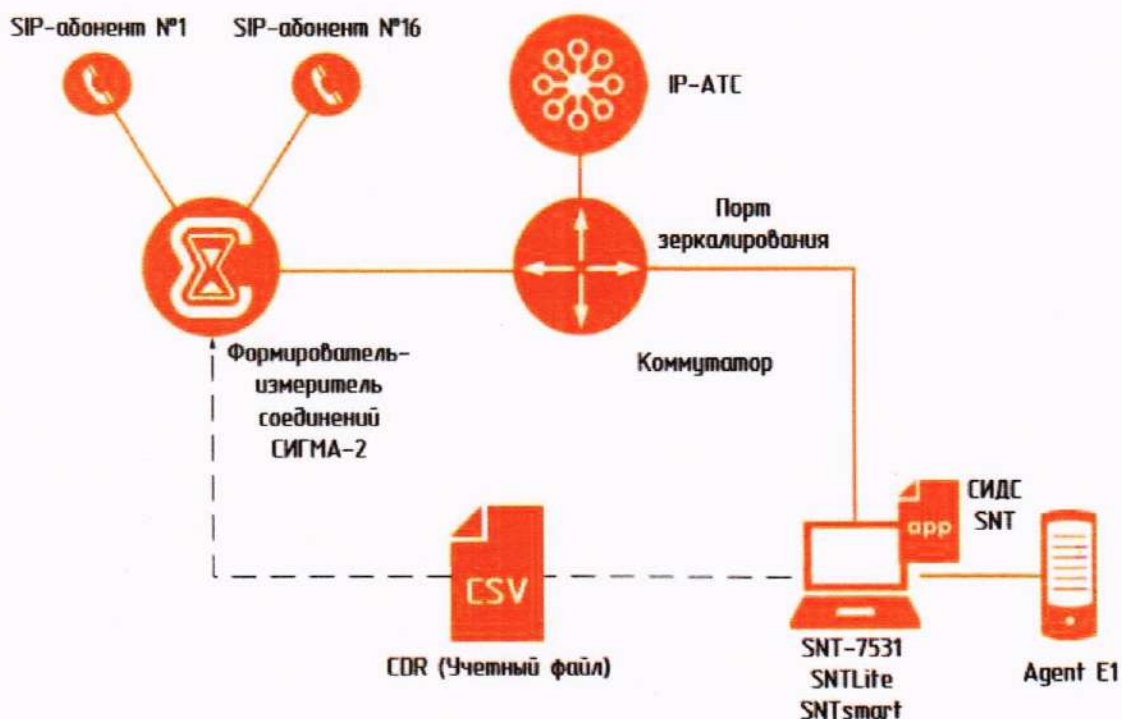 SIP-абонент №1
SIP-абонент №16
IP-АТС
Порт
зеркалирования
Формирователь-
измеритель
соединений
СИГМА-2
Коммутатор
СИДС
SNT
app
CSV
CDR (Учетный файл)
SNT-7531
SNTLite
SNTsmart
Agent E1